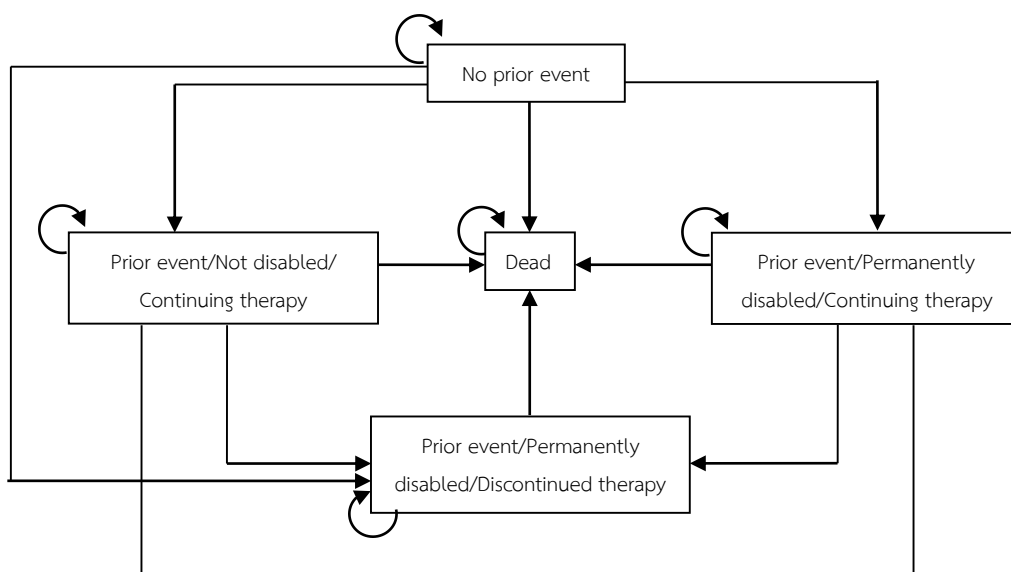 No prior event
Prior event/Not disabled/
Continuing therapy
Dead
Prior event/Permanently
disabled/Continuing therapy
Prior event/Permanently
disabled/Discontinued therapy